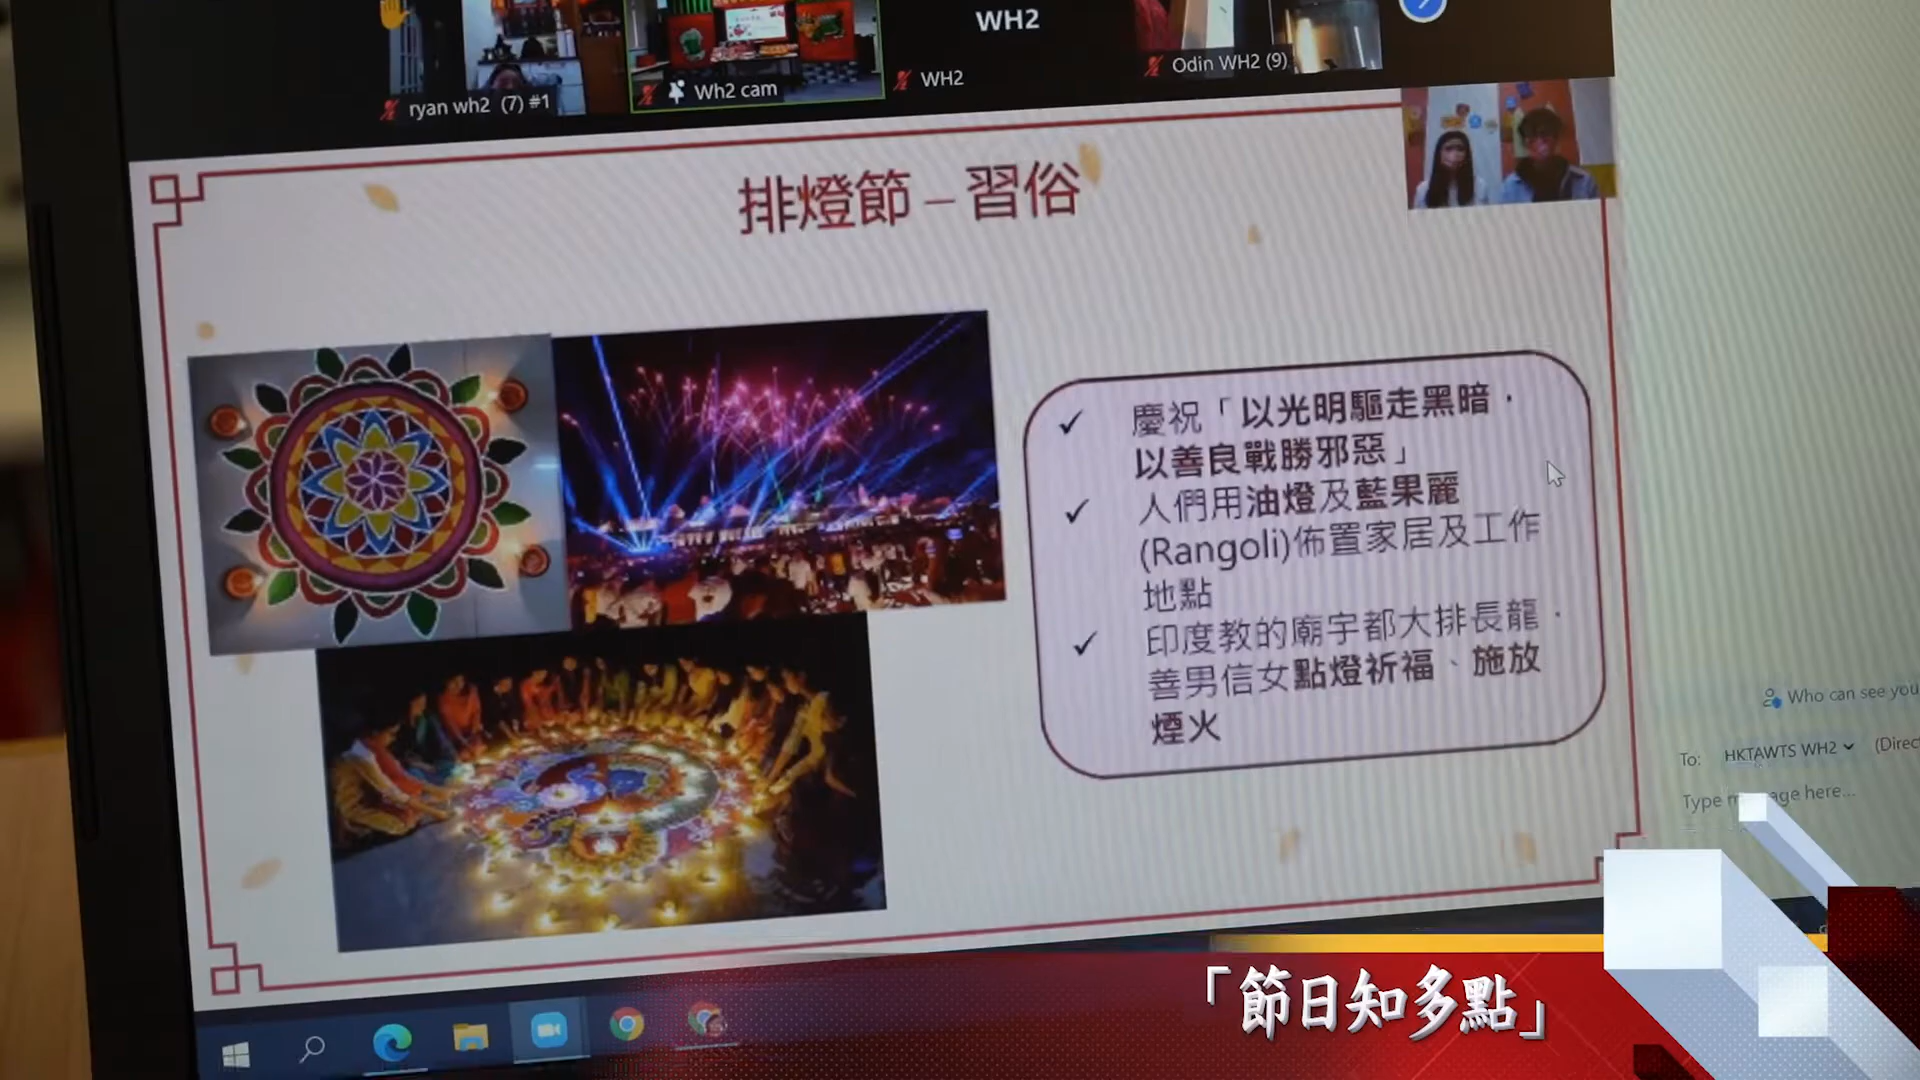 WH2
ryan wh2 (7) #1
Wh2 cam
WH2
Odin WH2 (9)
排燈節 – 習俗
✓ 慶祝「以光明驅走黑暗，
以善良戰勝邪惡」
✓ 人們用油燈及藍果麗
(Rangoli)佈置家居及工作
地點
✓ 印度教的廟宇都大排長龍，
善男信女點燈祈福、施放
煙火
Who can see you
To: HKTAWTS WH2 (Direct
Type here...
「節日知多點」